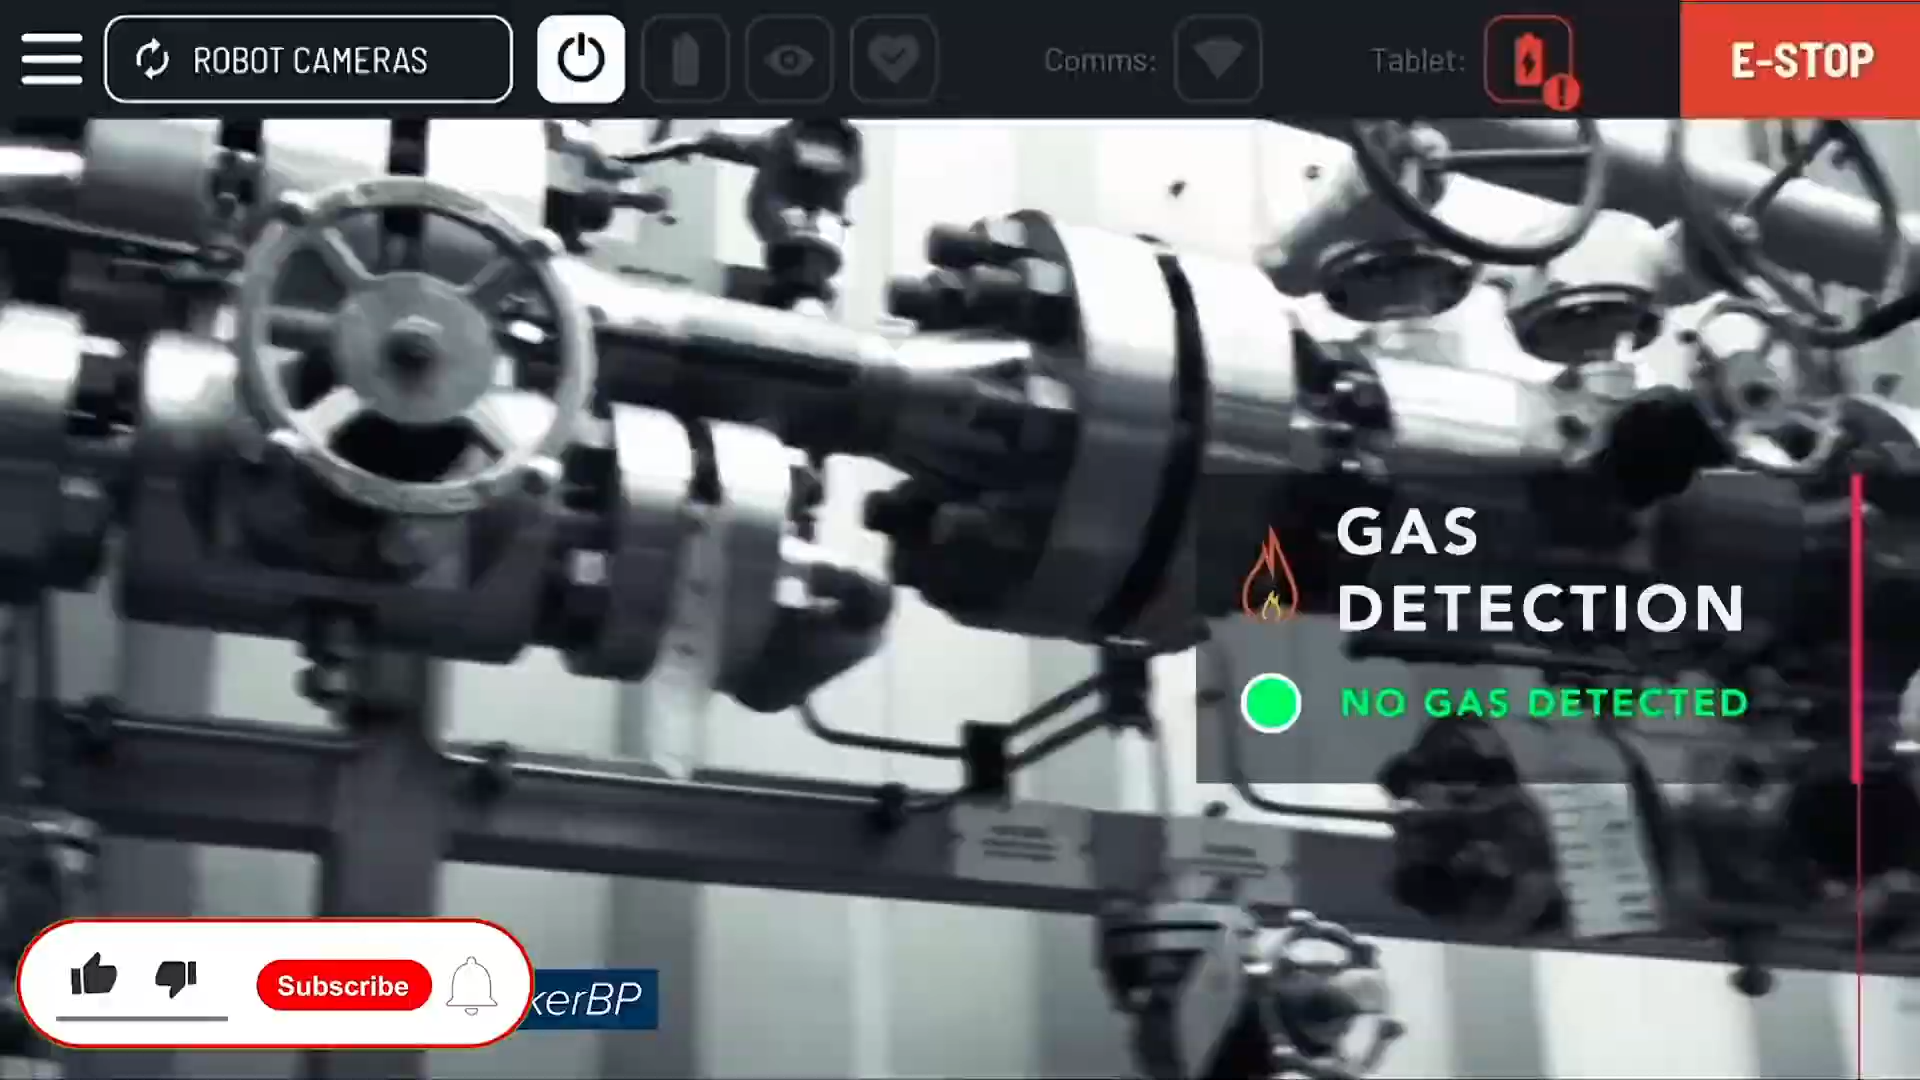 ROBOT CAMERAS
Comms:
Tablet:
E-STOP
GAS
DETECTION
NO GAS DETECTED
Subscribe
kerBP